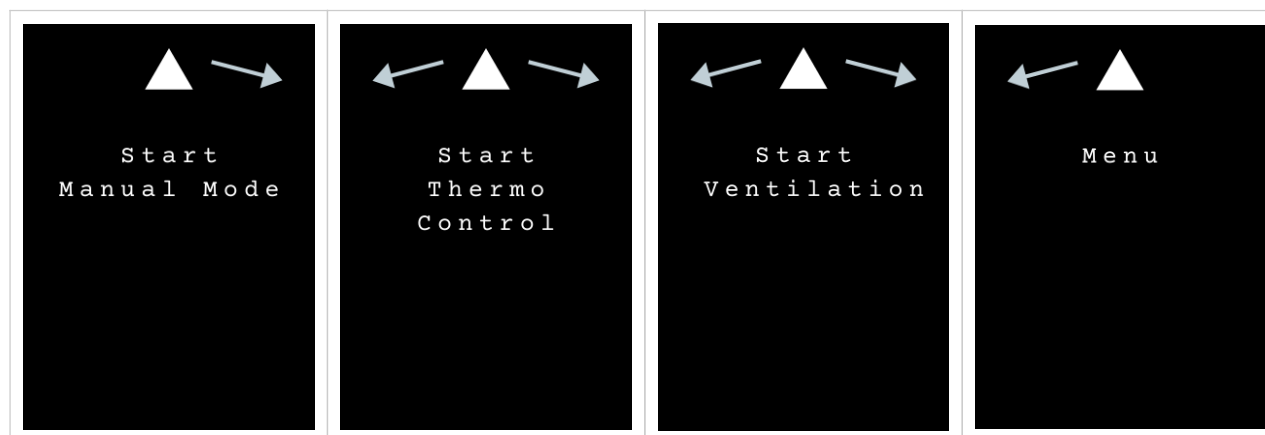 Start
Manual Mode
Start
Thermo
Control
Start
Ventilation
Menu